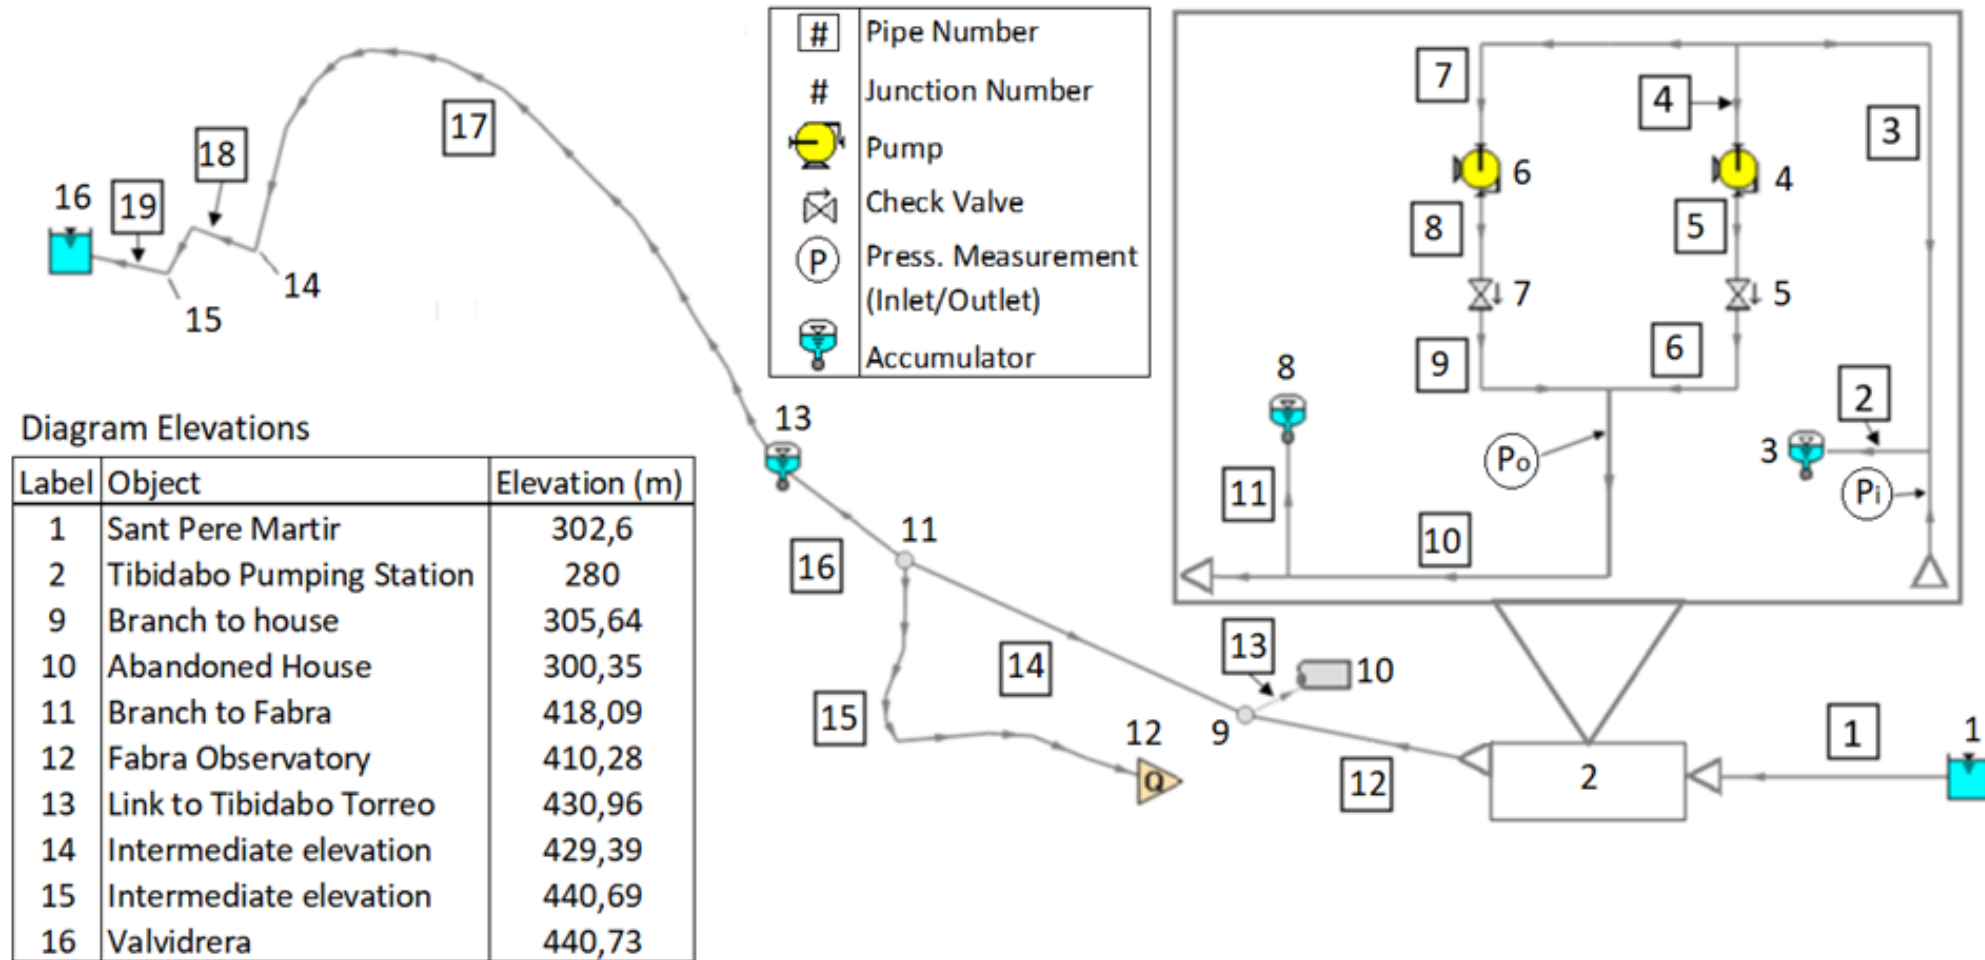 # Pipe Number
# Junction Number
Pump
Check Valve
P Press. Measurement
(Inlet/Outlet)
Accumulator
7
4
3
6
4
8
5
7
5
9
6
8
2
3
Po
Pi
11
10
17
18
16
19
14
15
13
16
11
14
13
10
15
12
Q
9
12
2
1
1
Diagram Elevations
Label Object Elevation (m)
1 Sant Pere Martir 302,6
2 Tibidabo Pumping Station 280
9 Branch to house 305,64
10 Abandoned House 300,35
11 Branch to Fabra 418,09
12 Fabra Observatory 410,28
13 Link to Tibidabo Torreo 430,96
14 Intermediate elevation 429,39
15 Intermediate elevation 440,69
16 Valvidrera 440,73